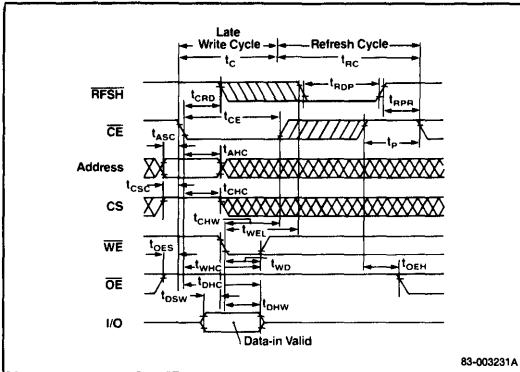 Late
Write Cycle
Refresh Cycle
tC
tRC
RFSH
tRDP
tCRD
tRPR
tCE
CE
tASC
tAHC
tP
Address
tCSC
tCHC
CS
tCHW
tWEL
WE
tOES
tWHC
tWD
tOEH
OE
tDHC
tDSW
tDHW
I/O
Data-in Valid
83-003231A